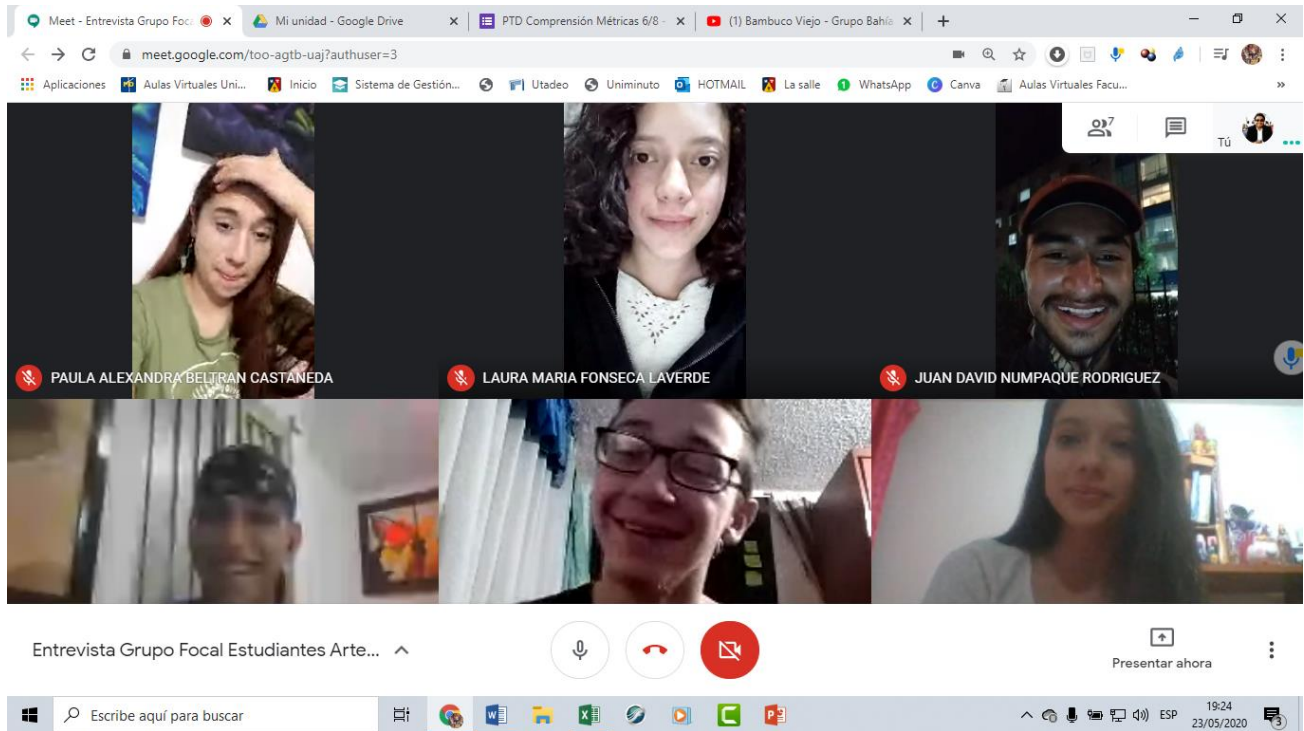 Meet - Entrevista Grupo Foc
Mi unidad - Google Drive
PTD Comprensión Métricas 6/8 -
(1) Bambuco Viejo - Grupo Bahía
meet.google.com/too-agtb-uaj?authuser=3
Aplicaciones
Aulas Virtuales Uni...
Inicio
Sistema de Gestión...
Utadeo
Uniminuto
HOTMAIL
La salle
WhatsApp
Canva
Aulas Virtuales Facu...
»
7
Tú
PAULA ALEXANDRA BELTRAN CASTAÑEDA
LAURA MARIA FONSECA LAVERDE
JUAN DAVID NUMPAQUE RODRIGUEZ
Entrevista Grupo Focal Estudiantes Arte...
Presentar ahora
Escribe aquí para buscar
ESP
19:24
23/05/2020
3